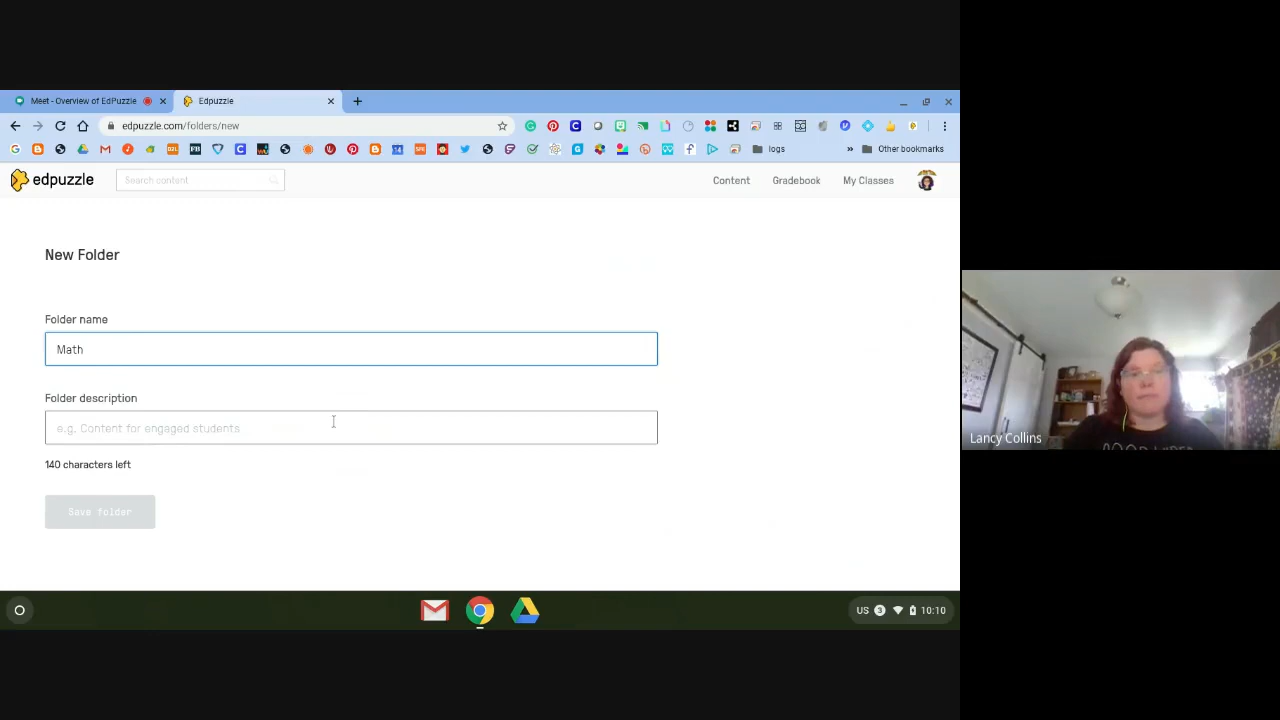 Meet - Overview of EdPuzzle
Edpuzzle
edpuzzle.com/folders/new
logs
Other bookmarks
edpuzzle
Search content
Content
Gradebook
My Classes
New Folder
Folder name
Math
Folder description
e.g. Content for engaged students
140 characters left
Save folder
Lancy Collins
US
3
10:10